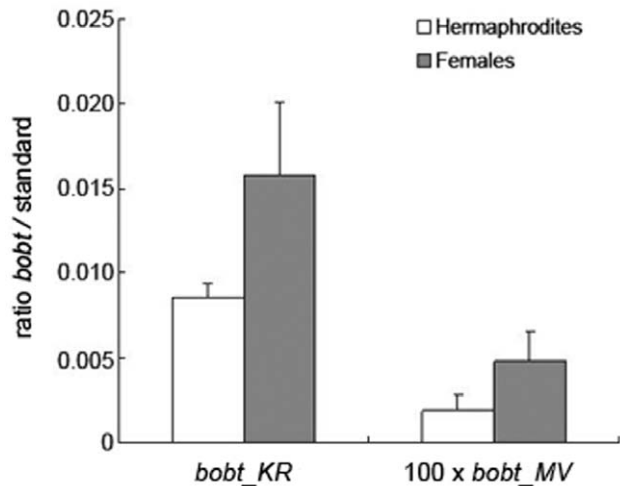 0.025
0.020
0.015
0.010
0.005
0
ratio bobt / standard
Hermaphrodites
Females
bobt_KR
100 x bobt_MV